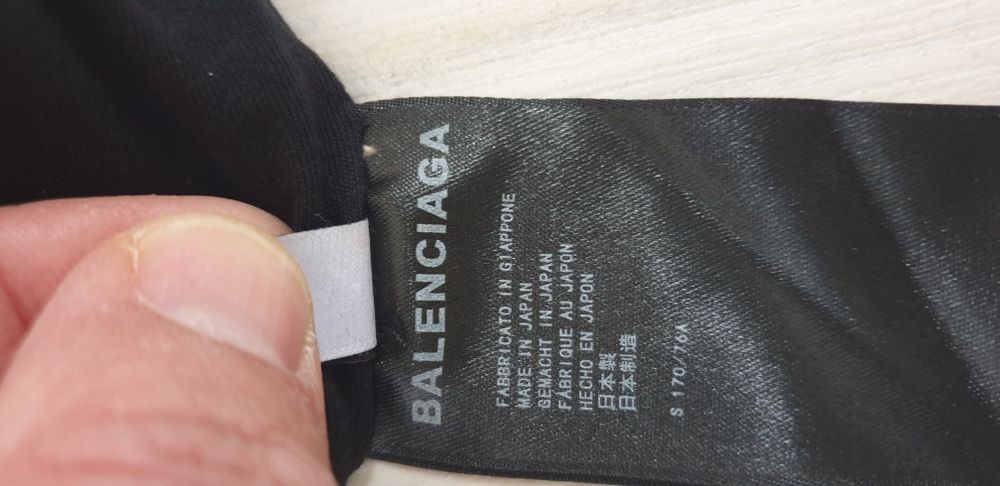 BALENCIAGA
FABBRICATO IN GIAPPONE
MADE IN JAPAN
GEMACHT IN JAPAN
FABRIQUE AU JAPON
HECHO EN JAPON
日本製
日本制造
S 170/76A